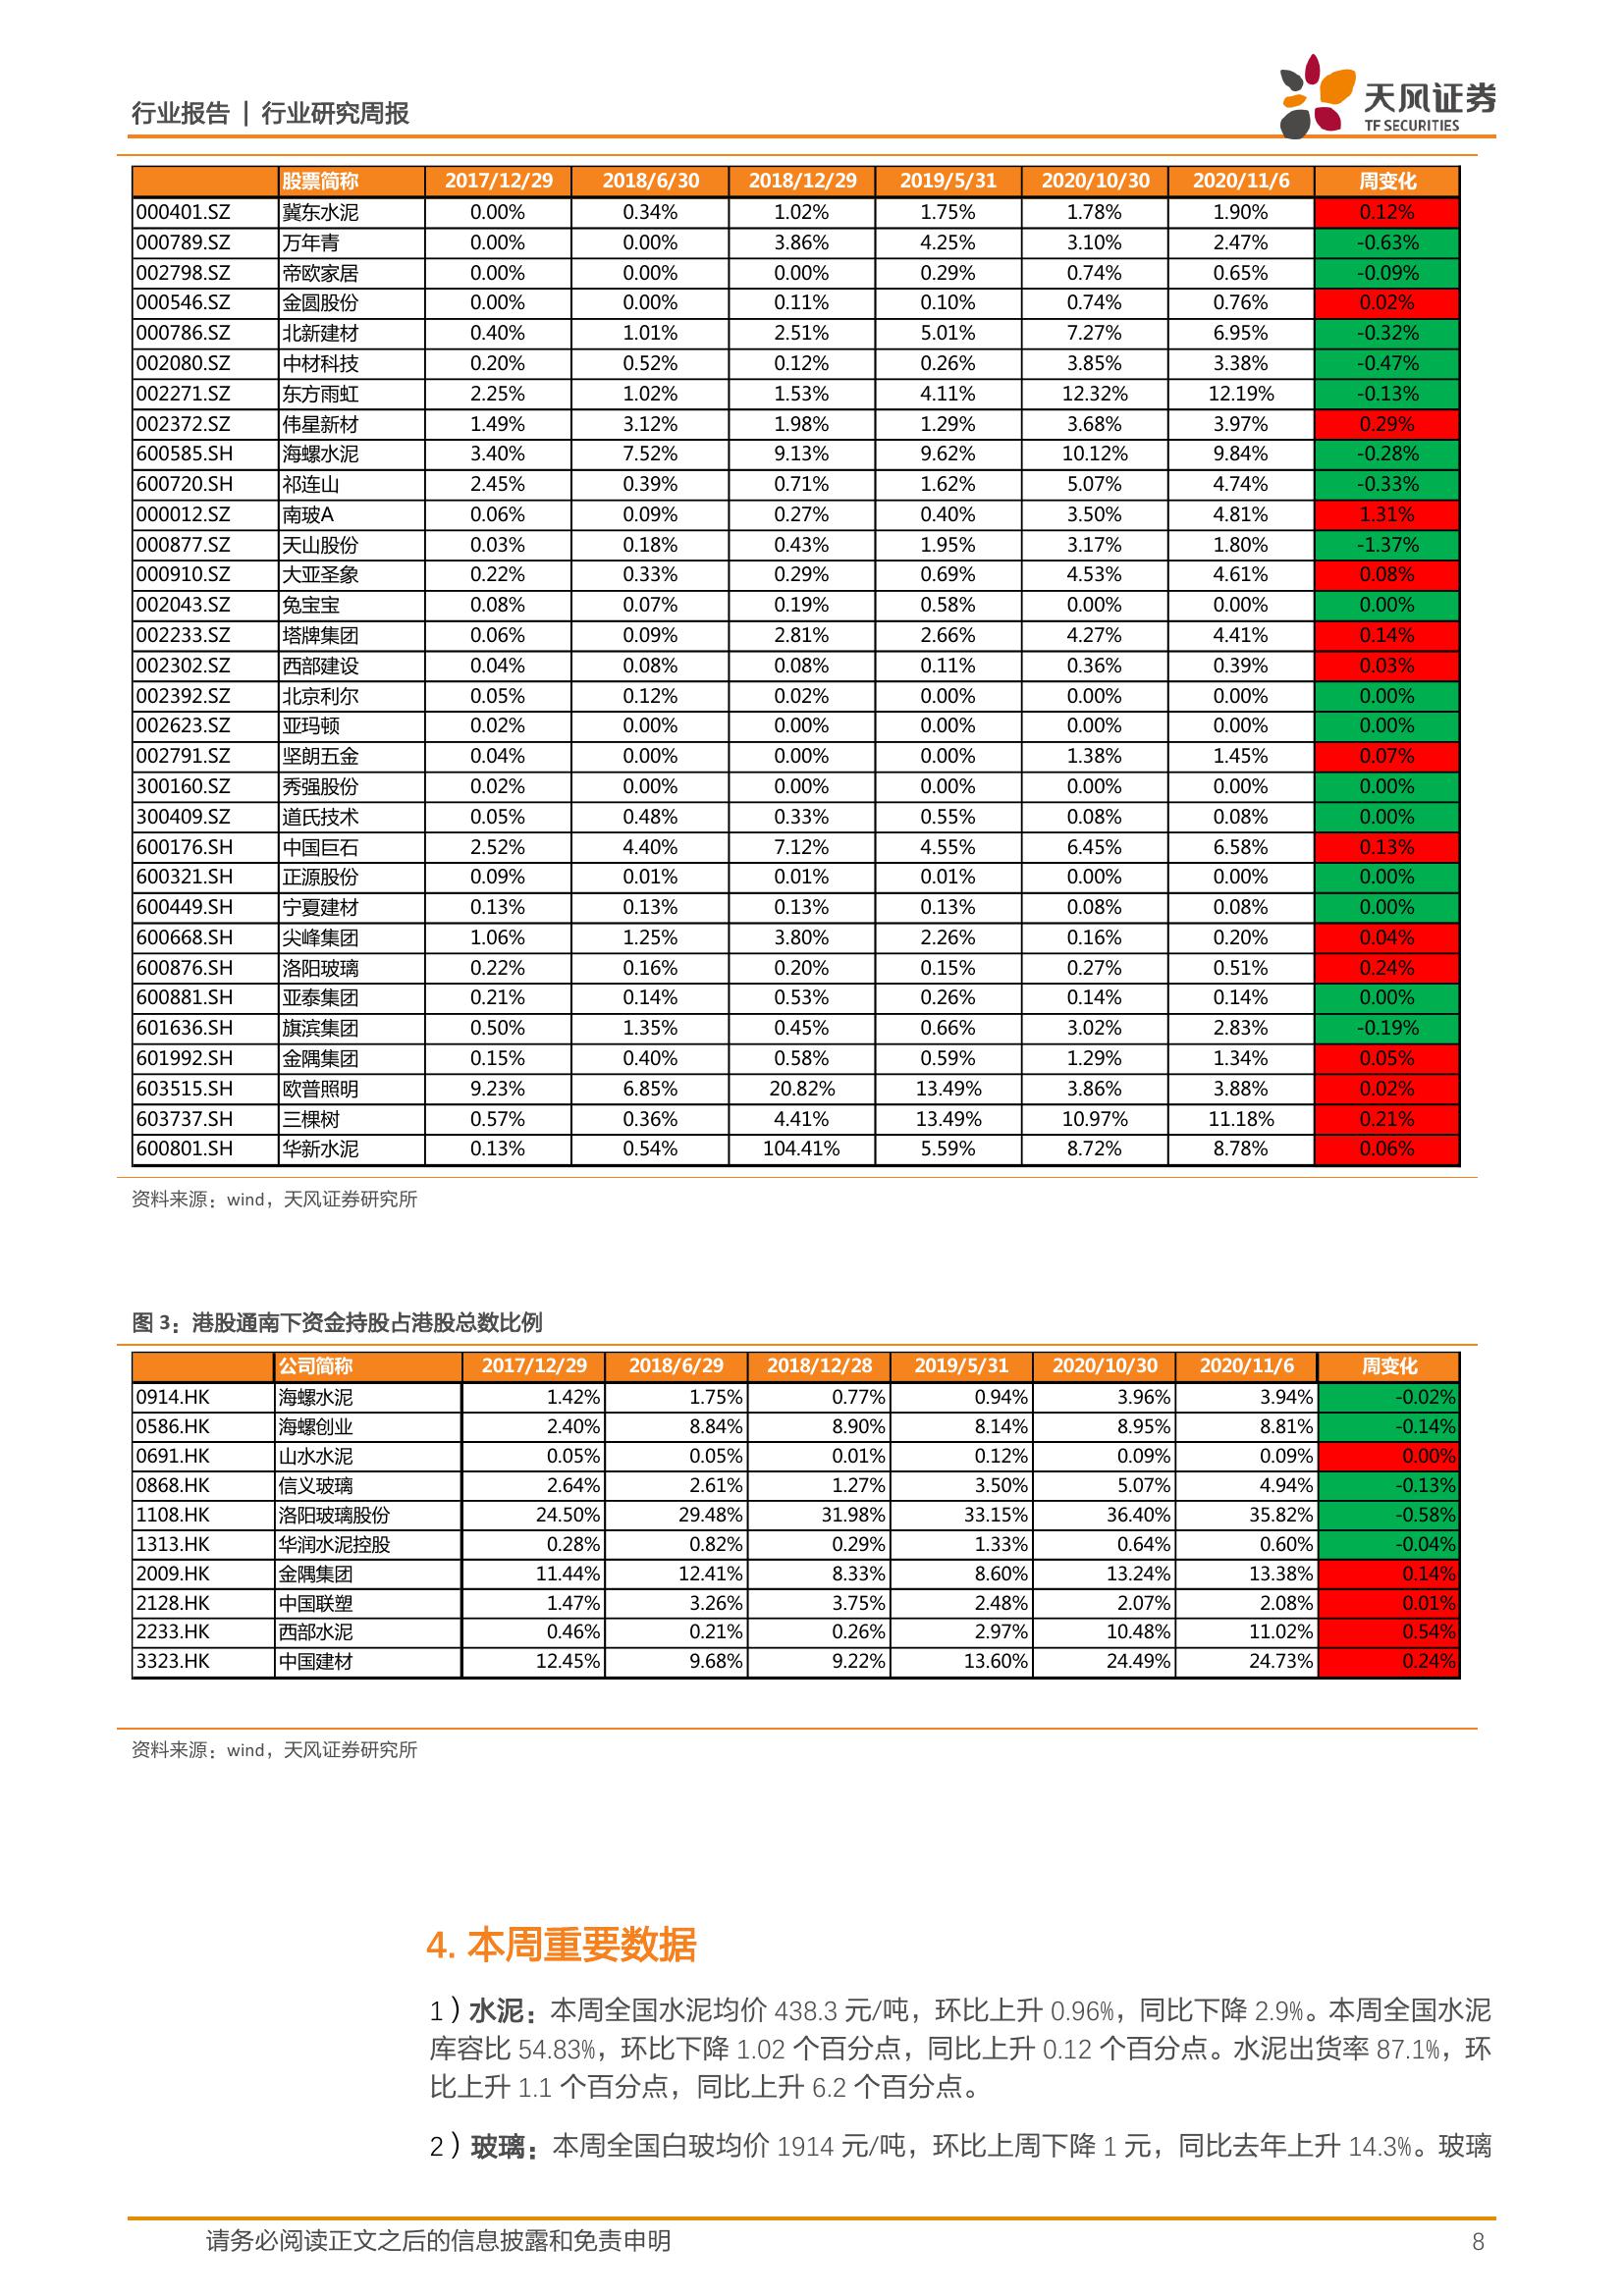 行业报告 | 行业研究周报
天风证券
TF SECURITIES
股票简称 2017/12/29 2018/6/30 2018/12/29 2019/5/31 2020/10/30 2020/11/6 周变化
000401.SZ 冀东水泥 0.00% 0.34% 1.02% 1.75% 1.78% 1.90% 0.12%
000789.SZ 万年青 0.00% 0.00% 3.86% 4.25% 3.10% 2.47% -0.63%
002798.SZ 帝欧家居 0.00% 0.00% 0.00% 0.29% 0.74% 0.65% -0.09%
000546.SZ 金圆股份 0.00% 0.00% 0.11% 0.10% 0.74% 0.76% 0.02%
000786.SZ 北新建材 0.40% 1.01% 2.51% 5.01% 7.27% 6.95% -0.32%
002080.SZ 中材科技 0.20% 0.52% 0.12% 0.26% 3.85% 3.38% -0.47%
002271.SZ 东方雨虹 2.25% 1.02% 1.53% 4.11% 12.32% 12.19% -0.13%
002372.SZ 伟星新材 1.49% 3.12% 1.98% 1.29% 3.68% 3.97% 0.29%
600585.SH 海螺水泥 3.40% 7.52% 9.13% 9.62% 10.12% 9.84% -0.28%
600720.SH 祁连山 2.45% 0.39% 0.71% 1.62% 5.07% 4.74% -0.33%
000012.SZ 南玻A 0.06% 0.09% 0.27% 0.40% 3.50% 4.81% 1.31%
000877.SZ 天山股份 0.03% 0.18% 0.43% 1.95% 3.17% 1.80% -1.37%
000910.SZ 大亚圣象 0.22% 0.33% 0.29% 0.69% 4.53% 4.61% 0.08%
002043.SZ 兔宝宝 0.08% 0.07% 0.19% 0.58% 0.00% 0.00% 0.00%
002233.SZ 塔牌集团 0.06% 0.09% 2.81% 2.66% 4.27% 4.41% 0.14%
002302.SZ 西部建设 0.04% 0.08% 0.08% 0.11% 0.36% 0.39% 0.03%
002392.SZ 北京利尔 0.05% 0.12% 0.02% 0.00% 0.00% 0.00% 0.00%
002623.SZ 亚玛顿 0.02% 0.00% 0.00% 0.00% 0.00% 0.00% 0.00%
002791.SZ 坚朗五金 0.04% 0.00% 0.00% 0.00% 1.38% 1.45% 0.07%
300160.SZ 秀强股份 0.02% 0.00% 0.00% 0.00% 0.00% 0.00% 0.00%
300409.SZ 道氏技术 0.05% 0.48% 0.33% 0.55% 0.08% 0.08% 0.00%
600176.SH 中国巨石 2.52% 4.40% 7.12% 4.55% 6.45% 6.58% 0.13%
600321.SH 正源股份 0.09% 0.01% 0.01% 0.01% 0.00% 0.00% 0.00%
600449.SH 宁夏建材 0.13% 0.13% 0.13% 0.13% 0.08% 0.08% 0.00%
600668.SH 尖峰集团 1.06% 1.25% 3.80% 2.26% 0.16% 0.20% 0.04%
600876.SH 洛阳玻璃 0.22% 0.16% 0.20% 0.15% 0.27% 0.51% 0.24%
600881.SH 亚泰集团 0.21% 0.14% 0.53% 0.26% 0.14% 0.14% 0.00%
601636.SH 旗滨集团 0.50% 1.35% 0.45% 0.66% 3.02% 2.83% -0.19%
601992.SH 金隅集团 0.15% 0.40% 0.58% 0.59% 1.29% 1.34% 0.05%
603515.SH 欧普照明 9.23% 6.85% 20.82% 13.49% 3.86% 3.88% 0.02%
603737.SH 三棵树 0.57% 0.36% 4.41% 13.49% 10.97% 11.18% 0.21%
600801.SH 华新水泥 0.13% 0.54% 104.41% 5.59% 8.72% 8.78% 0.06%
资料来源：wind，天风证券研究所
图 3：港股通南下资金持股占港股总数比例
公司简称 2017/12/29 2018/6/29 2018/12/28 2019/5/31 2020/10/30 2020/11/6 周变化
0914.HK 海螺水泥 1.42% 1.75% 0.77% 0.94% 3.96% 3.94% -0.02%
0586.HK 海螺创业 2.40% 8.84% 8.90% 8.14% 8.95% 8.81% -0.14%
0691.HK 山水水泥 0.05% 0.05% 0.01% 0.12% 0.09% 0.09% 0.00%
0868.HK 信义玻璃 2.64% 2.61% 1.27% 3.50% 5.07% 4.94% -0.13%
1108.HK 洛阳玻璃股份 24.50% 29.48% 31.98% 33.15% 36.40% 35.82% -0.58%
1313.HK 华润水泥控股 0.28% 0.82% 0.29% 1.33% 0.64% 0.60% -0.04%
2009.HK 金隅集团 11.44% 12.41% 8.33% 8.60% 13.24% 13.38% 0.14%
2128.HK 中国联塑 1.47% 3.26% 3.75% 2.48% 2.07% 2.08% 0.01%
2233.HK 西部水泥 0.46% 0.21% 0.26% 2.97% 10.48% 11.02% 0.54%
3323.HK 中国建材 12.45% 9.68% 9.22% 13.60% 24.49% 24.73% 0.24%
资料来源：wind，天风证券研究所
4. 本周重要数据
1）水泥：本周全国水泥均价 438.3 元/吨，环比上升 0.96%，同比下降 2.9%。本周全国水泥
库容比 54.83%，环比下降 1.02 个百分点，同比上升 0.12 个百分点。水泥出货率 87.1%，环
比上升 1.1 个百分点，同比上升 6.2 个百分点。
2）玻璃：本周全国白玻均价 1914 元/吨，环比上周下降 1 元，同比去年上升 14.3%。玻璃
请务必阅读正文之后的信息披露和免责申明 8